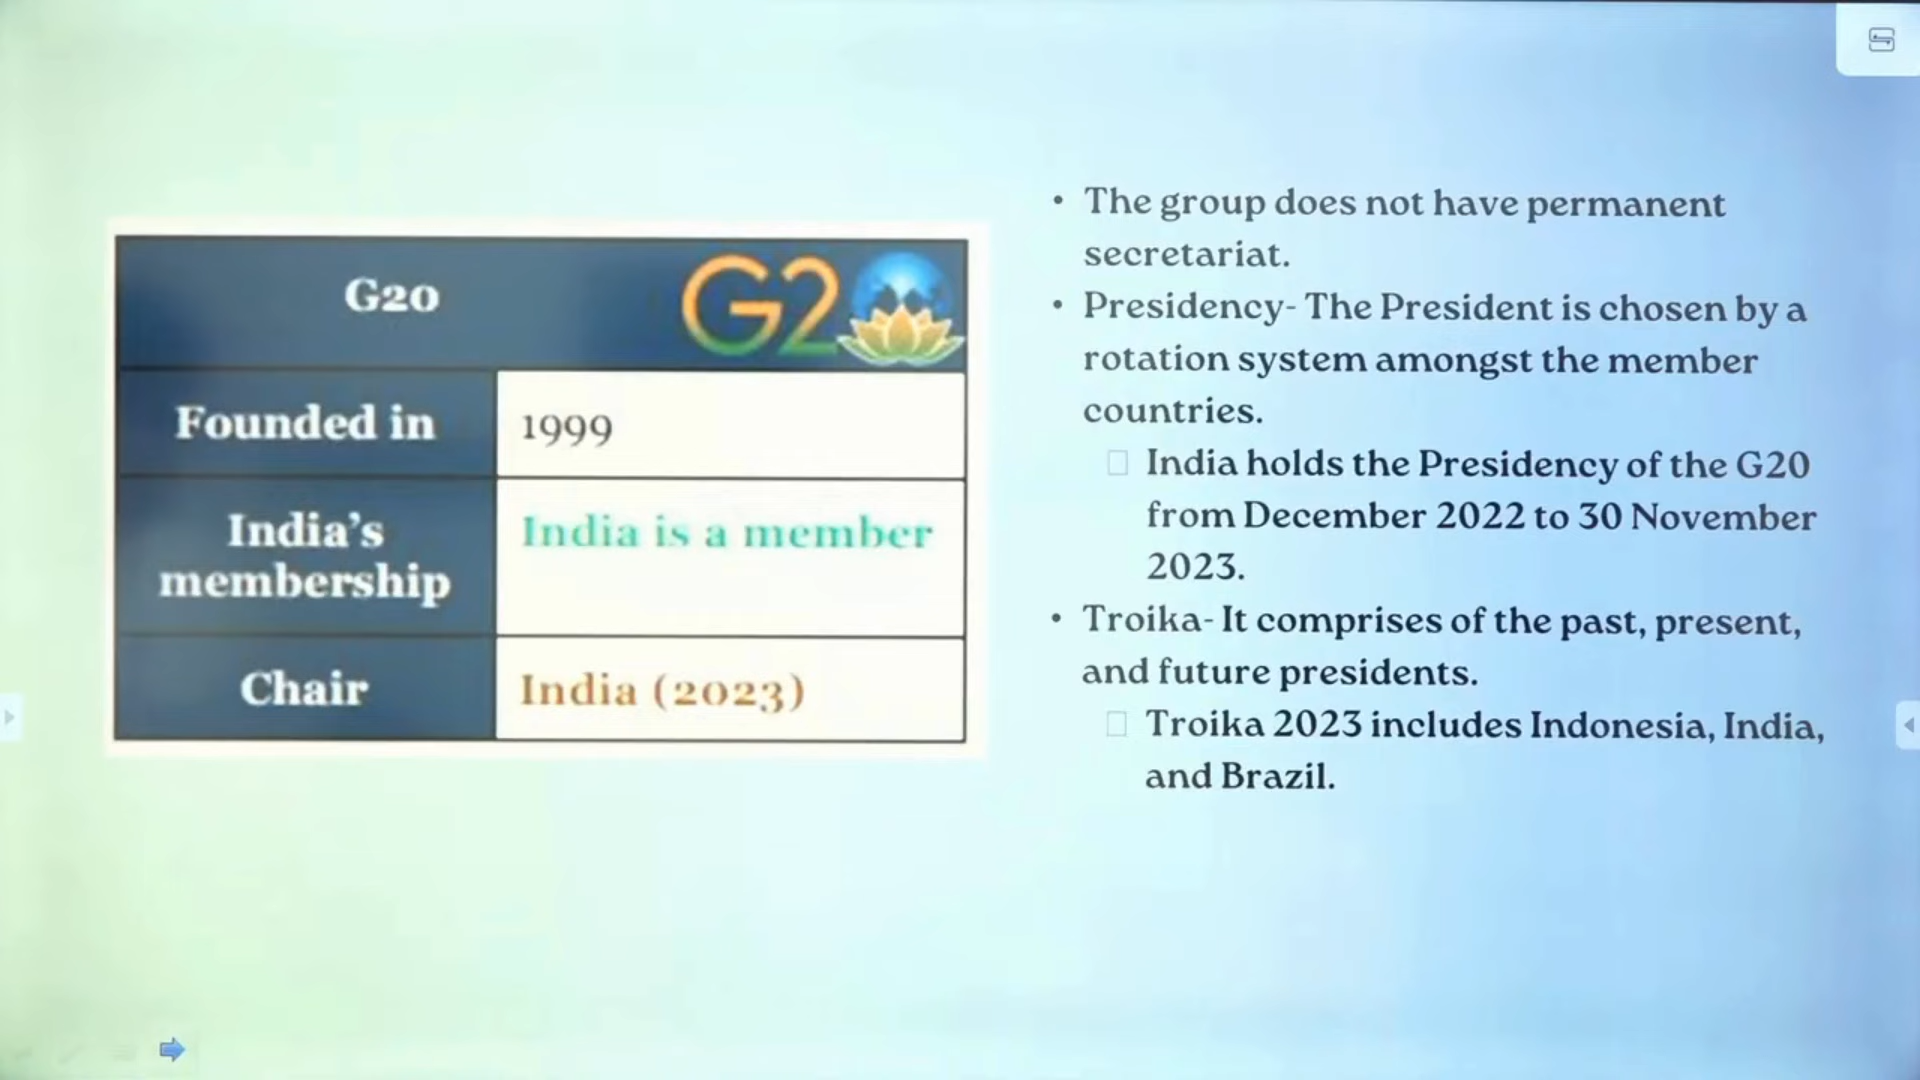 G20
G20
Founded in
1999
India's
membership
India is a member
Chair
India (2023)
• The group does not have permanent
secretariat.
• Presidency- The President is chosen by a
rotation system amongst the member
countries.
India holds the Presidency of the G20
from December 2022 to 30 November
2023.
• Troika- It comprises of the past, present,
and future presidents.
Troika 2023 includes Indonesia, India,
and Brazil.